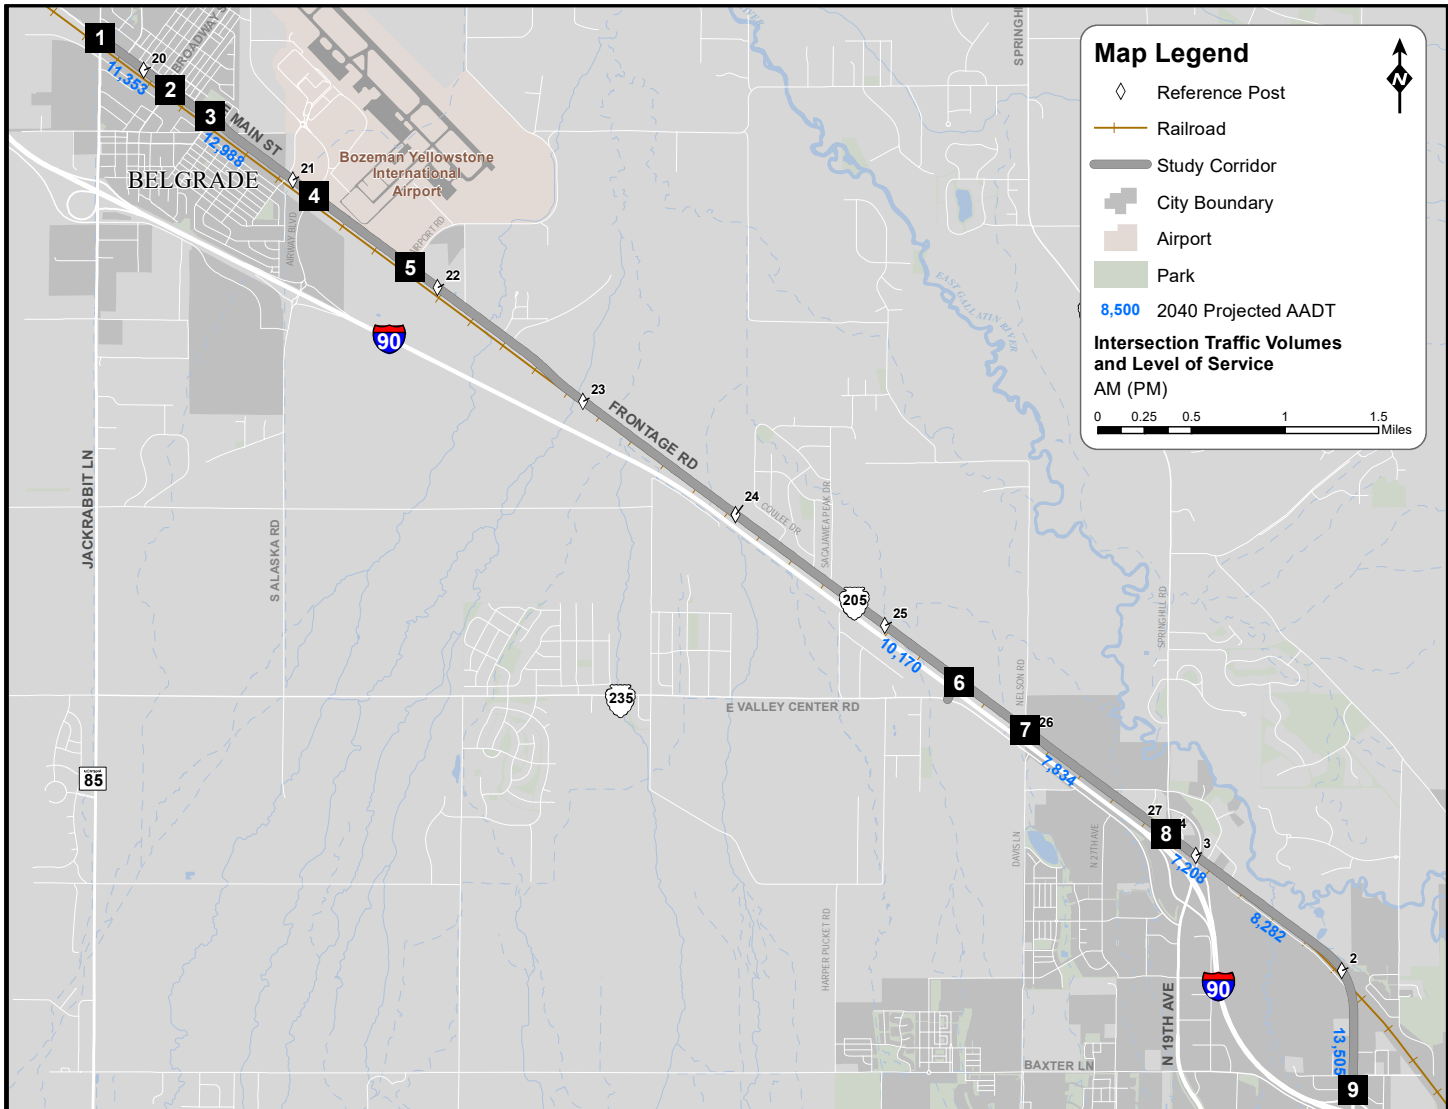 Map Legend
N
Reference Post
Railroad
Study Corridor
City Boundary
Airport
Park
8,500 2040 Projected AADT
Intersection Traffic Volumes
and Level of Service
AM (PM)
0 0.25 0.5 1 1.5
Miles
1
20
11,353
BROADWAY
2
3
E MAIN ST
12,988
BELGRADE
21
4
Bozeman Yellowstone
International
Airport
AIRWAY BLVD
AIRPORT RD
5
22
90
23
FRONTAGE RD
24
COULEE DR
SACAJAWEA PEAK DR
EAST GALLATIN RIVER
RIVER
SPRINGH
JACKRABBIT LN
S ALASKA RD
205
25
10,170
SPRINGHILL RD
NELSON RD
6
235
E VALLEY CENTER RD
7
26
7,834
85
27
8
4
3
7,208
DAVIS LN
N 27TH AVE
HARPER PUCKET RD
8,282
2
90
N 19TH AVE
BAXTER LN
13,505
9